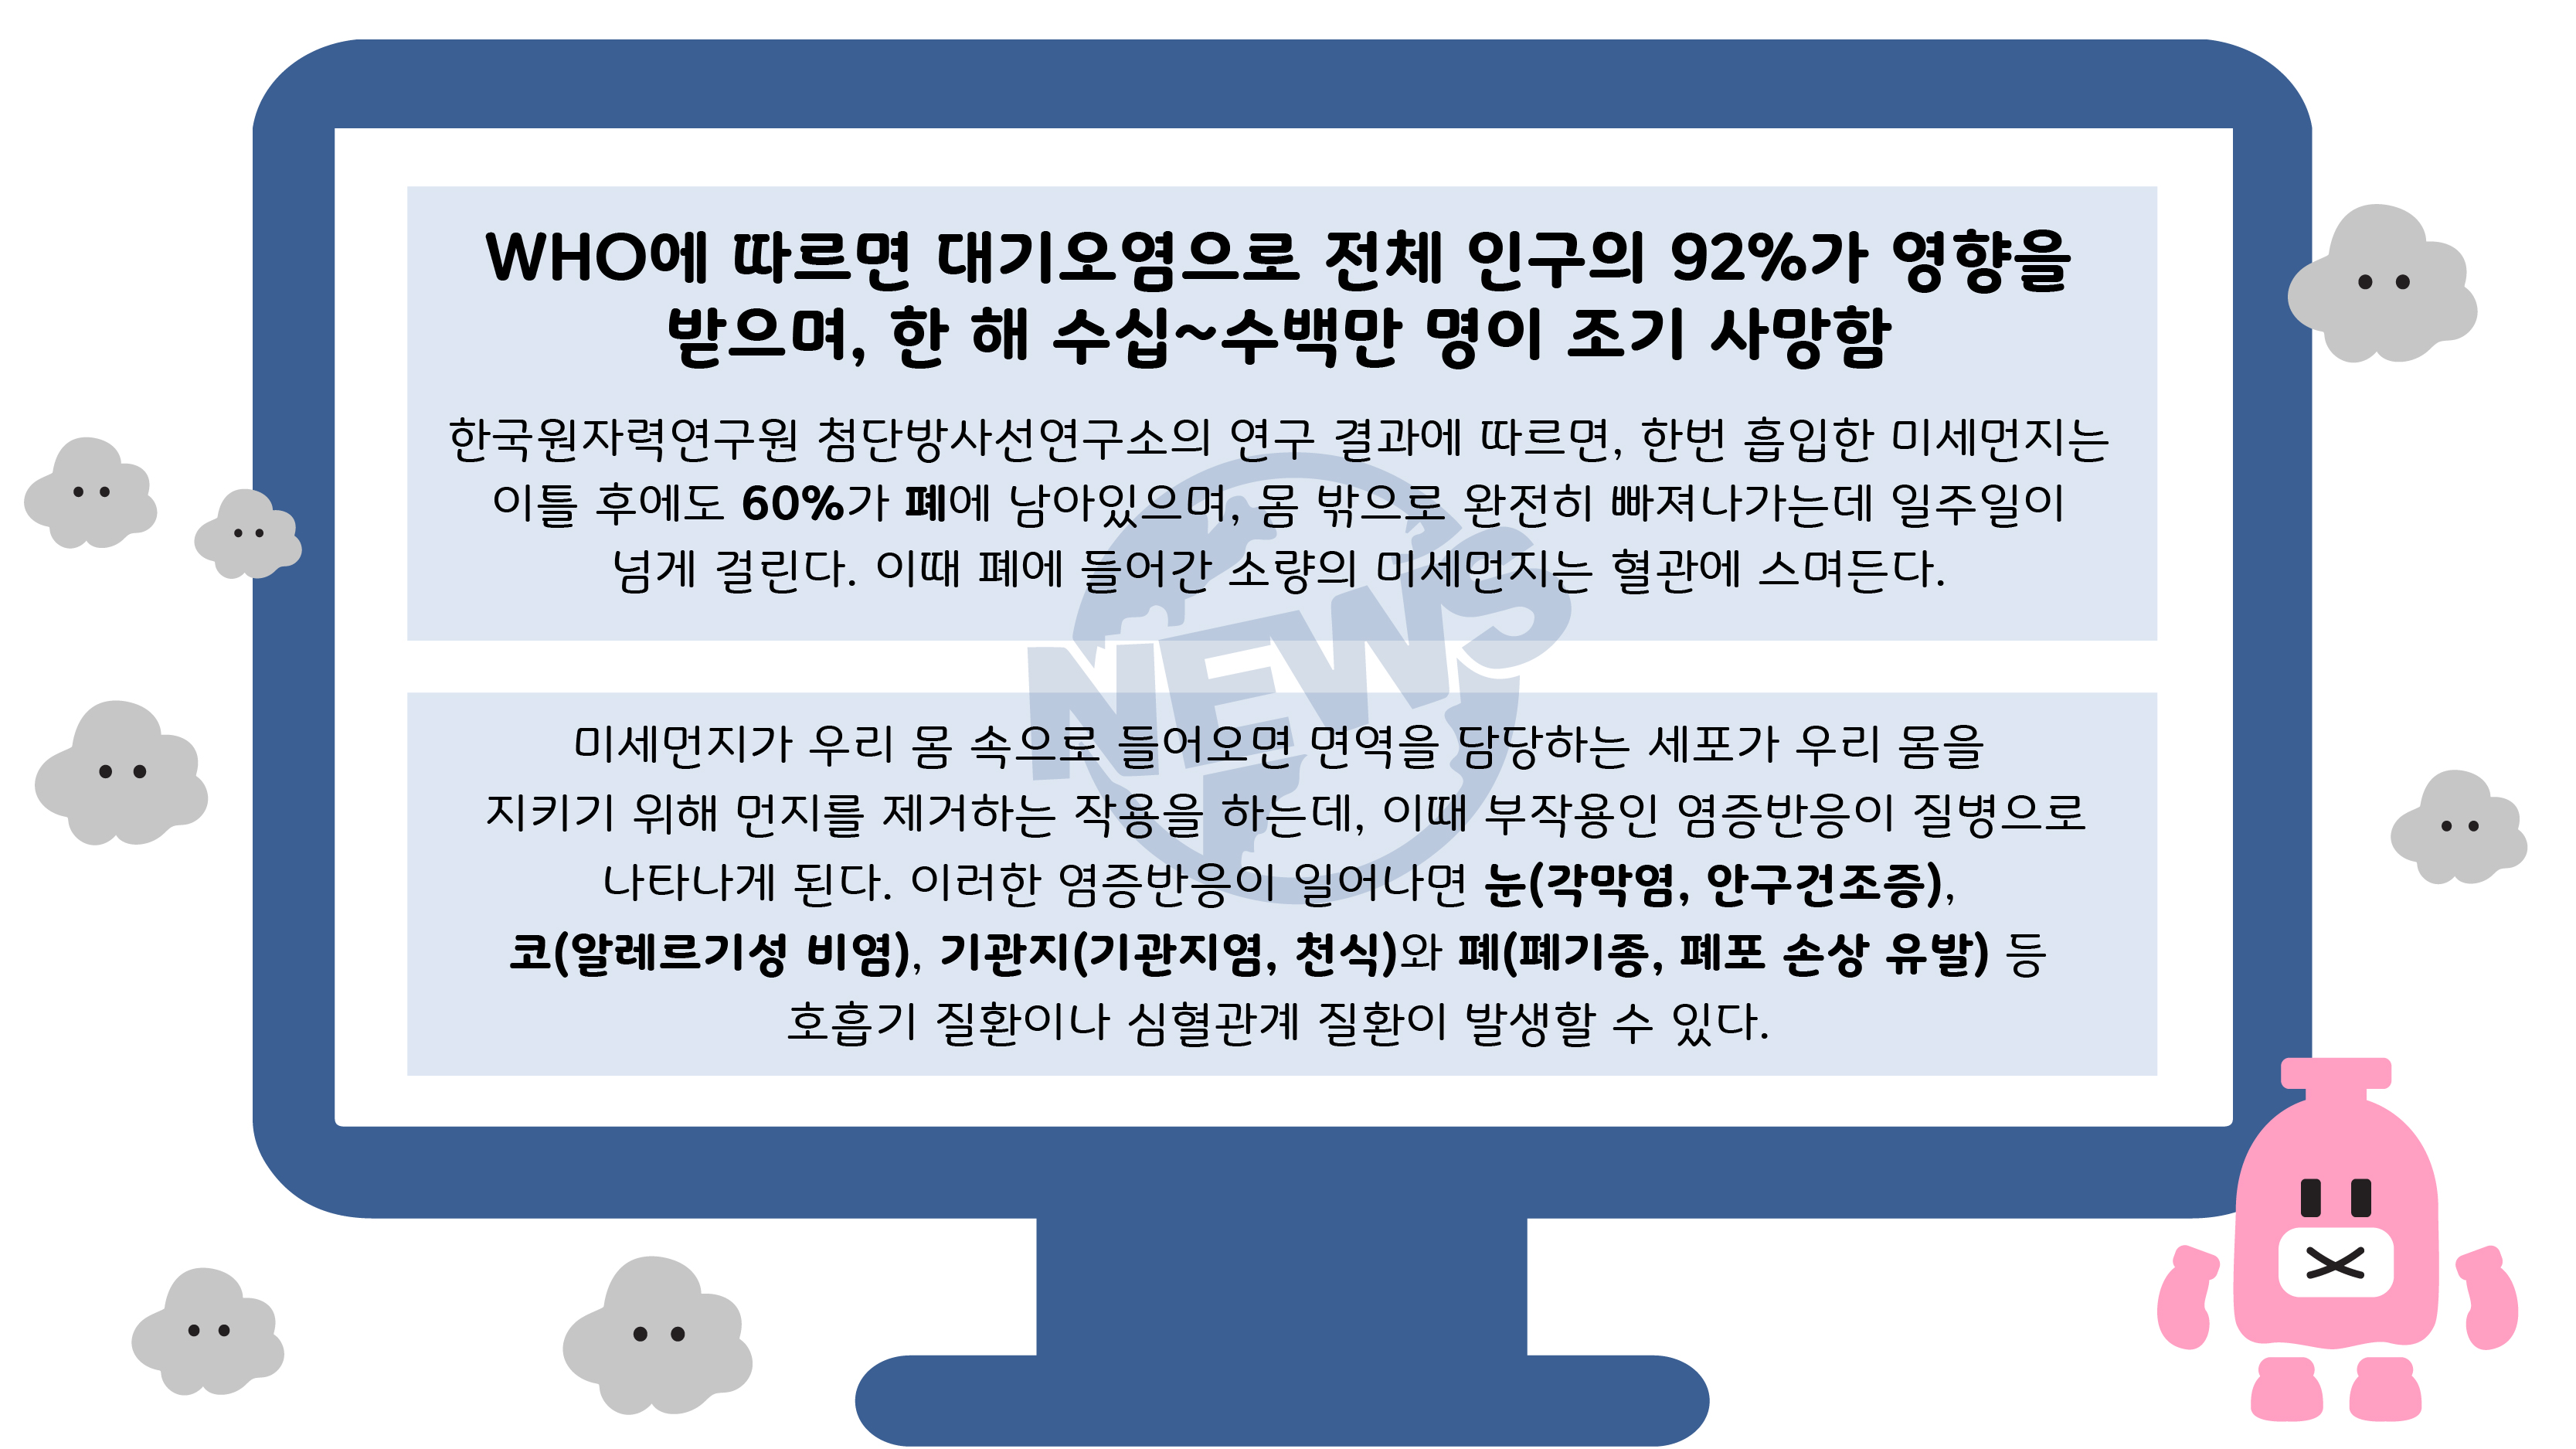 WHO에 따르면 대기오염으로 전체 인구의 92%가 영향을
받으며, 한 해 수십~수백만 명이 조기 사망함
한국원자력연구원 첨단방사선연구소의 연구 결과에 따르면, 한번 흡입한 미세먼지는
이틀 후에도 60%가 폐에 남아있으며, 몸 밖으로 완전히 빠져나가는데 일주일이
넘게 걸린다. 이때 폐에 들어간 소량의 미세먼지는 혈관에 스며든다.
NEWS
미세먼지가 우리 몸 속으로 들어오면 면역을 담당하는 세포가 우리 몸을
지키기 위해 먼지를 제거하는 작용을 하는데, 이때 부작용인 염증반응이 질병으로
나타나게 된다. 이러한 염증반응이 일어나면 눈(각막염, 안구건조증),
코(알레르기성 비염), 기관지(기관지염, 천식)와 폐(폐기종, 폐포 손상 유발) 등
호흡기 질환이나 심혈관계 질환이 발생할 수 있다.